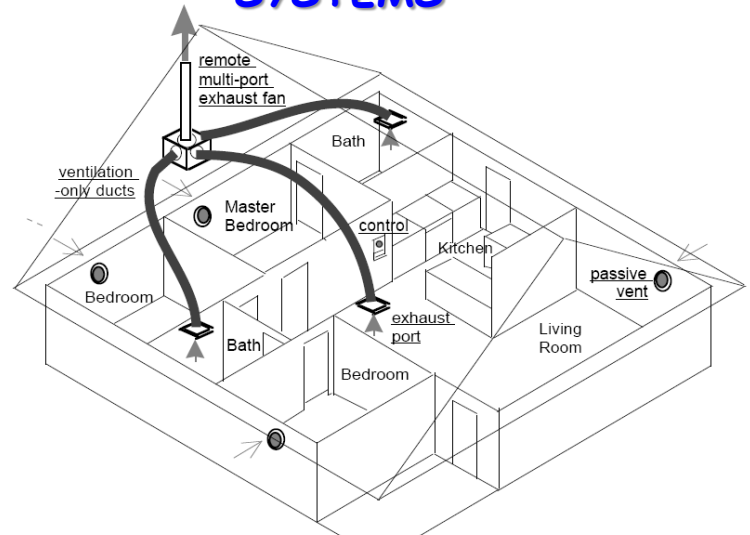 SYSTEMS
remote
multi-port
exhaust fan
Bath
ventilation
-only ducts
Master
Bedroom
control
Kitchen
passive
vent
Bedroom
exhaust
port
Living
Room
Bath
Bedroom